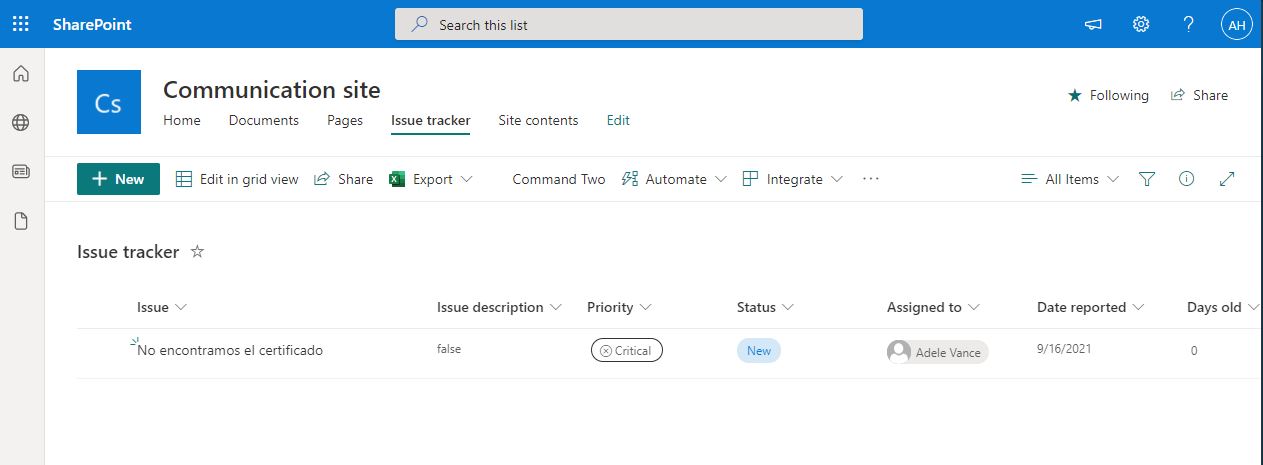 SharePoint
Search this list
AH
Cs
Communication site
Following
Share
Home Documents Pages Issue tracker Site contents Edit
New Edit in grid view Share Export Command Two Automate Integrate ··· All Items
Issue tracker
Issue Issue description Priority Status Assigned to Date reported Days old
No encontramos el certificado false Critical New Adele Vance 9/16/2021 0